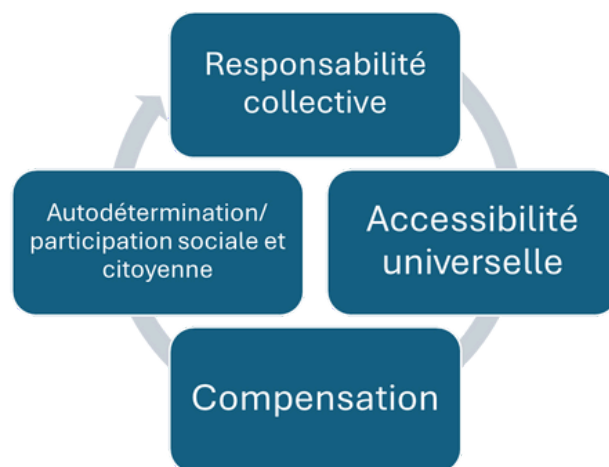 Responsabilité
collective
Accessibilité
universelle
Compensation
Autodétermination/
participation sociale et
citoyenne